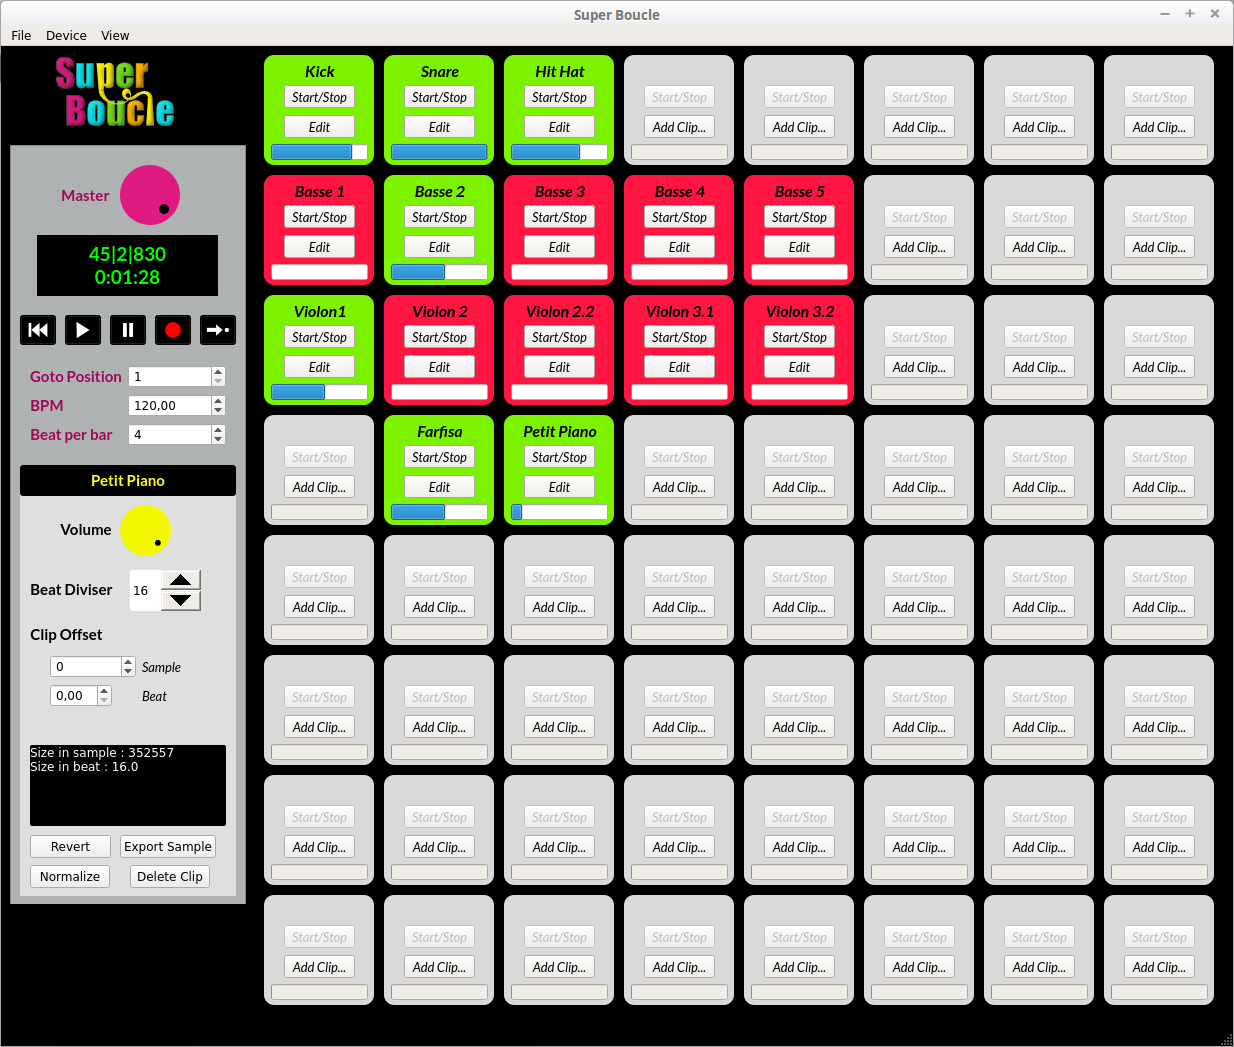 Super Boucle
File Device View
Super
Boucle
Master
45|2|830
0:01:28
Goto Position 1
BPM 120,00
Beat per bar 4
Petit Piano
Volume
Beat Diviser 16
Clip Offset
0 Sample
0,00 Beat
Size in sample : 352557
Size in beat : 16.0
Revert Export Sample
Normalize Delete Clip
Kick Snare Hit Hat
Start/Stop Start/Stop Start/Stop Start/Stop Start/Stop Start/Stop Start/Stop Start/Stop
Edit Edit Edit Add Clip... Add Clip... Add Clip... Add Clip... Add Clip...
Basse 1 Basse 2 Basse 3 Basse 4 Basse 5
Start/Stop Start/Stop Start/Stop Start/Stop Start/Stop Start/Stop Start/Stop Start/Stop
Edit Edit Edit Edit Edit Add Clip... Add Clip... Add Clip...
Violon1 Violon 2 Violon 2.2 Violon 3.1 Violon 3.2
Start/Stop Start/Stop Start/Stop Start/Stop Start/Stop Start/Stop Start/Stop Start/Stop
Edit Edit Edit Edit Edit Add Clip... Add Clip... Add Clip...
Farfisa Petit Piano
Start/Stop Start/Stop Start/Stop Start/Stop Start/Stop Start/Stop Start/Stop Start/Stop
Add Clip... Edit Edit Add Clip... Add Clip... Add Clip... Add Clip... Add Clip...
Start/Stop Start/Stop Start/Stop Start/Stop Start/Stop Start/Stop Start/Stop Start/Stop
Add Clip... Add Clip... Add Clip... Add Clip... Add Clip... Add Clip... Add Clip... Add Clip...
Start/Stop Start/Stop Start/Stop Start/Stop Start/Stop Start/Stop Start/Stop Start/Stop
Add Clip... Add Clip... Add Clip... Add Clip... Add Clip... Add Clip... Add Clip... Add Clip...
Start/Stop Start/Stop Start/Stop Start/Stop Start/Stop Start/Stop Start/Stop Start/Stop
Add Clip... Add Clip... Add Clip... Add Clip... Add Clip... Add Clip... Add Clip... Add Clip...
Start/Stop Start/Stop Start/Stop Start/Stop Start/Stop Start/Stop Start/Stop Start/Stop
Add Clip... Add Clip... Add Clip... Add Clip... Add Clip... Add Clip... Add Clip... Add Clip...